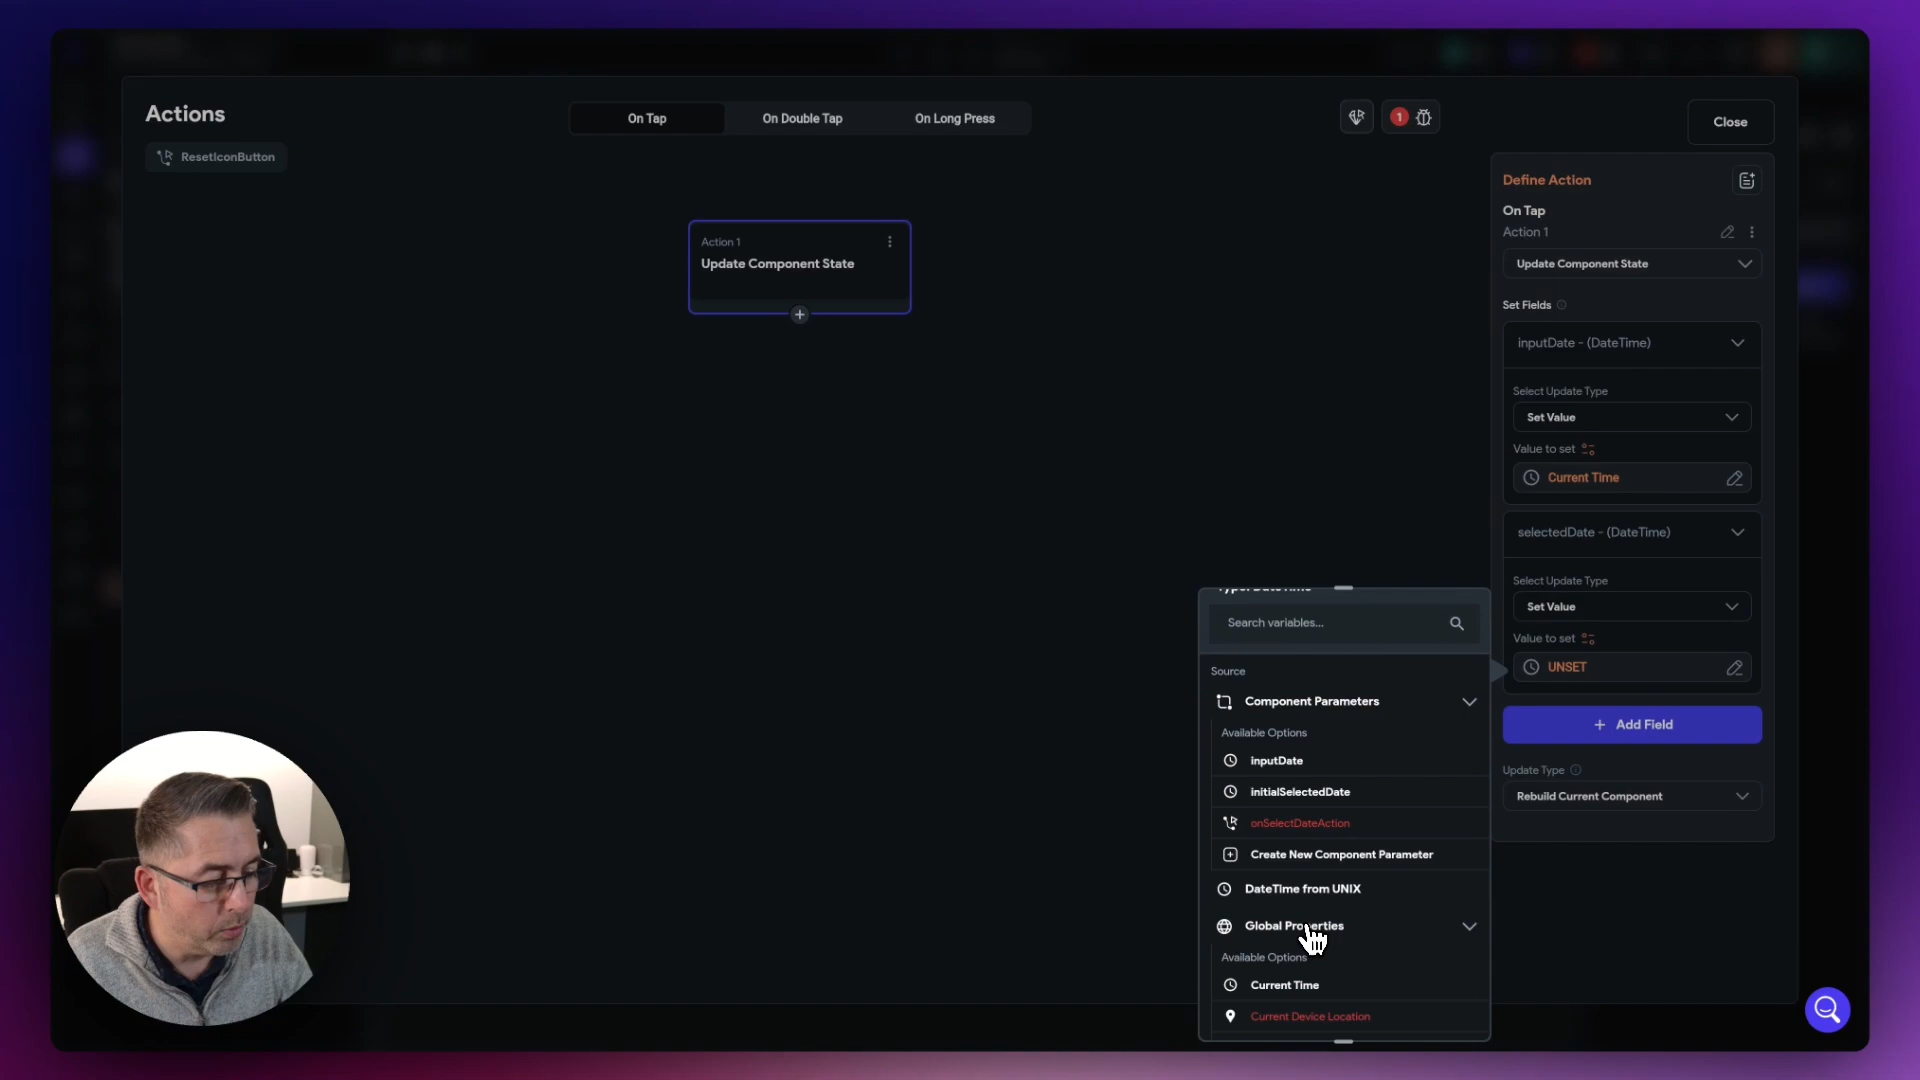 Actions
On Tap
On Double Tap
On Long Press
1
Close
ResetIconButton
Define Action
On Tap
Action 1
Update Component State
Action 1
Update Component State
Set Fields
inputDate - (DateTime)
Select Update Type
Set Value
Value to set
Current Time
selectedDate - (DateTime)
Select Update Type
Set Value
Value to set
UNSET
Add Field
Update Type
Rebuild Current Component
Search variables...
Source
Component Parameters
Available Options
inputDate
initialSelectedDate
onSelectDateAction
Create New Component Parameter
DateTime from UNIX
Global Properties
Available Options
Current Time
Current Device Location